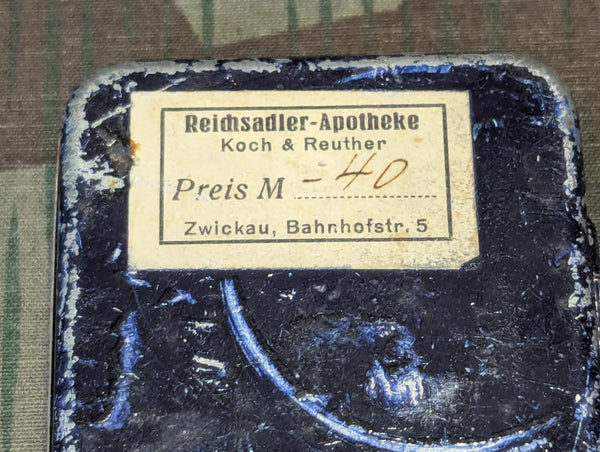 Reichsadler-Apotheke
Koch & Reuther
Preis M -40
Zwickau, Bahnhofstr. 5